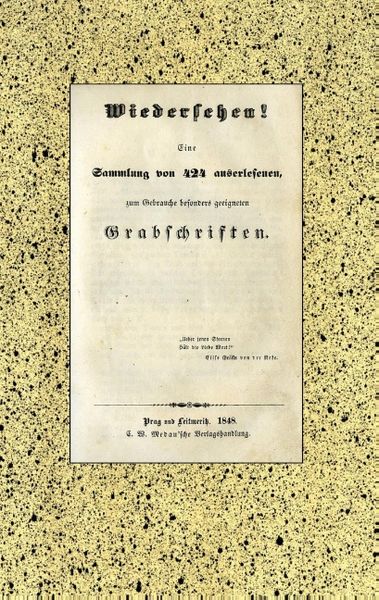 Wiedersehen!
Eine
Sammlung von 424 auserlesenen,
zum Gebrauche besonders geeigneten
Grabschriften.
„Ueber jenen Sternen
Hält die Liebe Wort!“
Elise Gräfin von der Reke.
Prag und Leitmeritz, 1848.
C. W. Medau'sche Verlagshandlung.